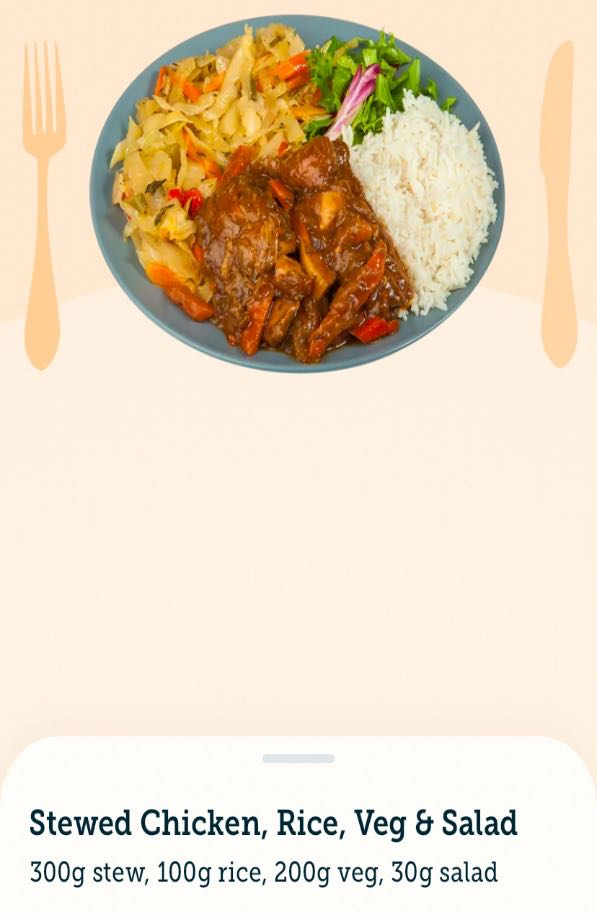 Stewed Chicken, Rice, Veg & Salad
300g stew, 100g rice, 200g veg, 30g salad